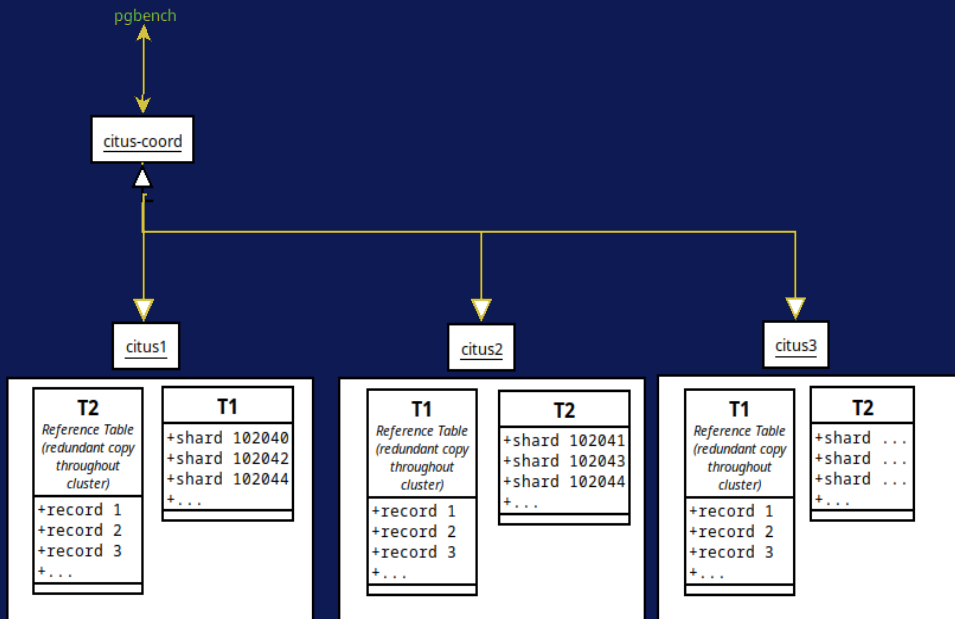 pgbench
citus-coord
citus1
citus2
citus3
T2
Reference Table
(redundant copy
throughout
cluster)
+record 1
+record 2
+record 3
+...
T1
+shard 102040
+shard 102042
+shard 102044
+...
T1
Reference Table
(redundant copy
throughout
cluster)
+record 1
+record 2
+record 3
+...
T2
+shard 102041
+shard 102043
+shard 102044
+...
T1
Reference Table
(redundant copy
throughout
cluster)
+record 1
+record 2
+record 3
+...
T2
+shard ...
+shard ...
+shard ...
+...